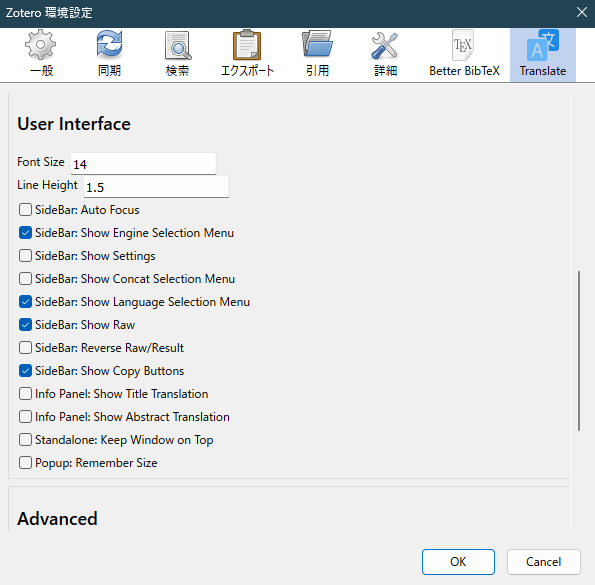 Zotero 環境設定
一般
同期
検索
エクスポート
引用
詳細
TEX
Better BibTeX
A文
Translate
User Interface
Font Size 14
Line Height 1.5
SideBar: Auto Focus
SideBar: Show Engine Selection Menu
SideBar: Show Settings
SideBar: Show Concat Selection Menu
SideBar: Show Language Selection Menu
SideBar: Show Raw
SideBar: Reverse Raw/Result
SideBar: Show Copy Buttons
Info Panel: Show Title Translation
Info Panel: Show Abstract Translation
Standalone: Keep Window on Top
Popup: Remember Size
Advanced
OK
Cancel